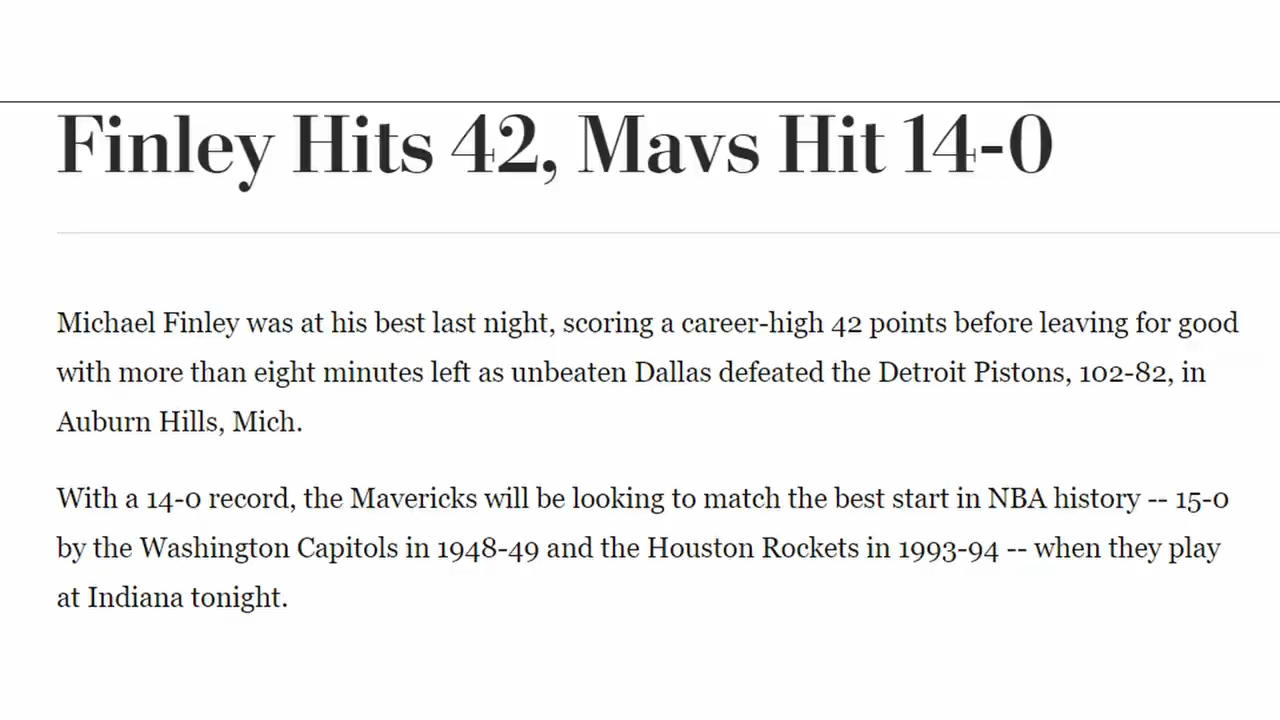 Finley Hits 42, Mavs Hit 14-0
Michael Finley was at his best last night, scoring a career-high 42 points before leaving for good
with more than eight minutes left as unbeaten Dallas defeated the Detroit Pistons, 102-82, in
Auburn Hills, Mich.
With a 14-0 record, the Mavericks will be looking to match the best start in NBA history -- 15-0
by the Washington Capitols in 1948-49 and the Houston Rockets in 1993-94 -- when they play
at Indiana tonight.